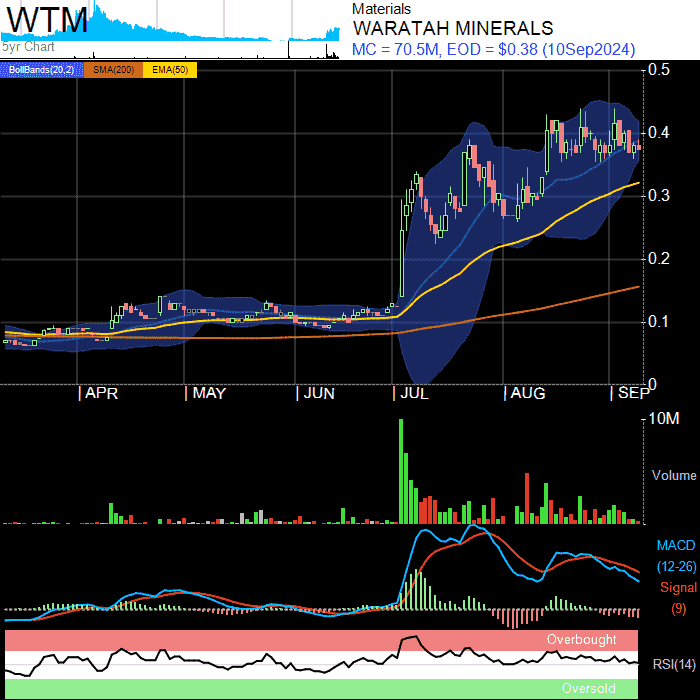 WTM
5yr Chart
Materials
WARATAH MINERALS
MC = 70.5M, EOD = $0.38 (10Sep2024)
BollBands(20,2) SMA(200) EMA(50)
0.5
0.4
0.3
0.2
0.1
0
APR MAY JUN JUL AUG SEP
10M
Volume
MACD
(12-26)
Signal
(9)
Overbought
RSI(14)
Oversold